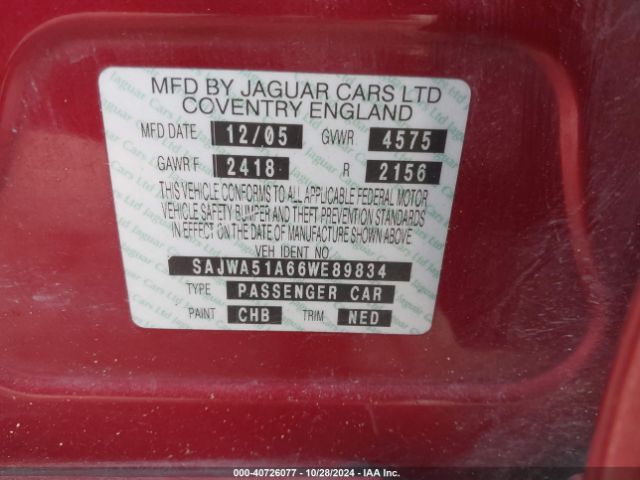 MFD BY JAGUAR CARS LTD
COVENTRY ENGLAND
MFD DATE 12/05 GVWR 4575
GAWR F 2418 R 2156
THIS VEHICLE CONFORMS TO ALL APPLICABLE FEDERAL MOTOR
VEHICLE SAFETY BUMPER AND THEFT PREVENTION STANDARDS
IN EFFECT ON THE DATE OF MANUFACTURE SHOWN ABOVE
VEH IDENT NO
SAJWA51A66WE89834
TYPE PASSENGER CAR
PAINT CHB TRIM NED
000-40726077 - 10/28/2024 - IAA Inc.